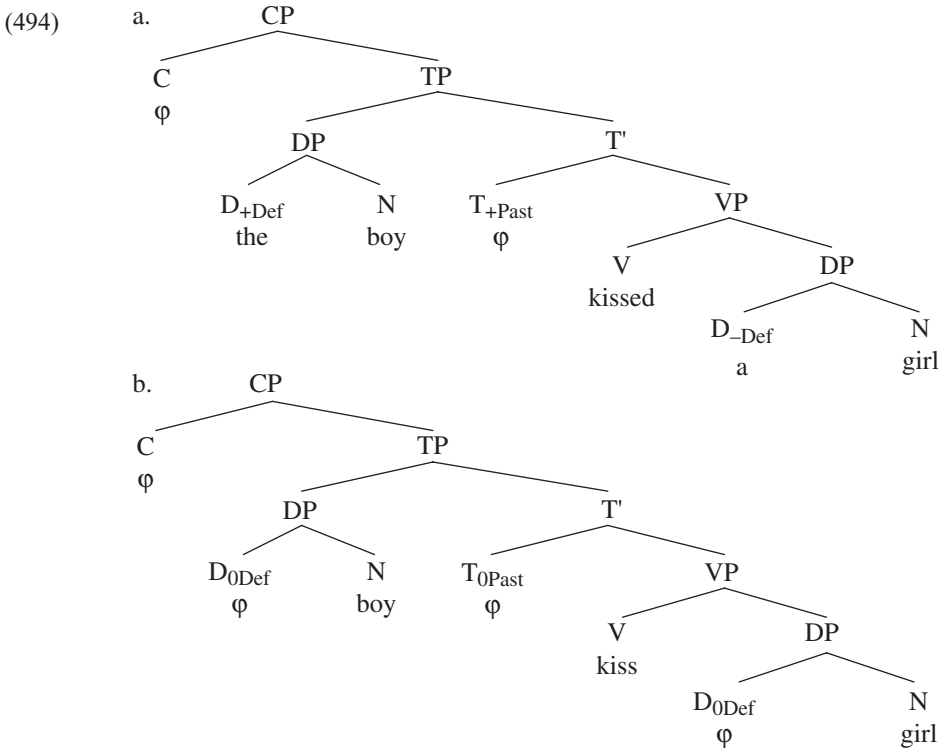 (494) a. CP
C TP
φ
DP T'
D+Def N T+Past VP
the boy φ
V DP
kissed
D–Def N
a girl
b. CP
C TP
φ
DP T'
D0Def N T0Past VP
φ boy φ
V DP
kiss
D0Def N
φ girl